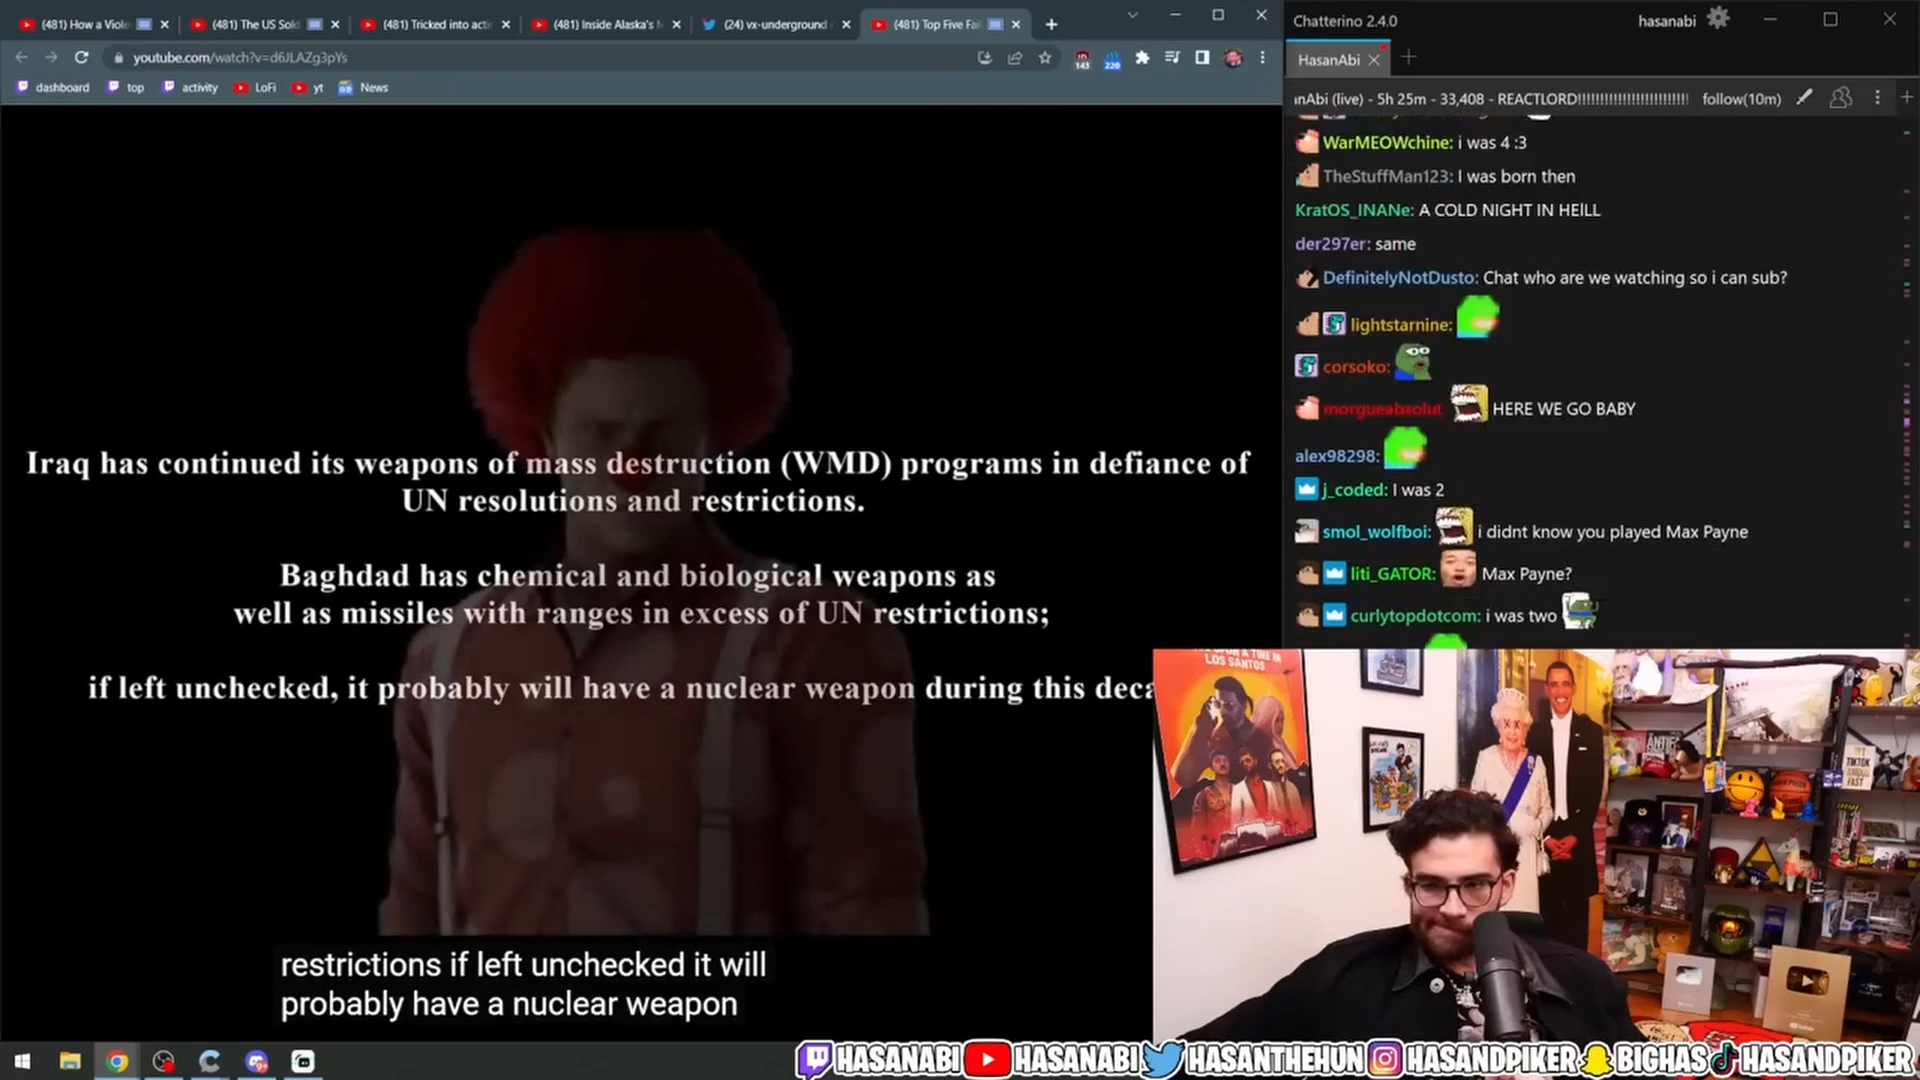 (481) How a Viole
(481) The US Sold
(481) Tricked into acti
(481) Inside Alaska's M
(24) vx-underground
(481) Top Five Fai
youtube.com/watch?v=d6JLAZg3pYs
143
220
dashboard
top
activity
LoFi
yt
News
Iraq has continued its weapons of mass destruction (WMD) programs in defiance of
UN resolutions and restrictions.
Baghdad has chemical and biological weapons as
well as missiles with ranges in excess of UN restrictions;
if left unchecked, it probably will have a nuclear weapon during this deca
restrictions if left unchecked it will
probably have a nuclear weapon
Chatterino 2.4.0
hasanabi
HasanAbi
ınAbi (live) - 5h 25m - 33,408 - REACTLORD!!!!!!!!!!!!!!!!!!!!!!!!!
follow(10m)
WarMEOWchine: i was 4 :3
TheStuffMan123: I was born then
KratOS_INANe: A COLD NIGHT IN HElLL
der297er: same
DefinitelyNotDusto: Chat who are we watching so i can sub?
lightstarnine:
corsoko:
morgueabsolut
HERE WE GO BABY
alex98298:
j_coded: I was 2
smol_wolfboi: i didnt know you played Max Payne
liti_GATOR: Max Payne?
curlytopdotcom: i was two
LOS SANTOS
TIKTOK
FAST
HASANABI
HASANABI
HASANTHEHUN
HASANDPIKER
BIGHAS
HASANDPIKER